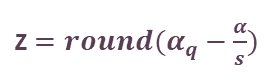 z = round(α_q − α/s)